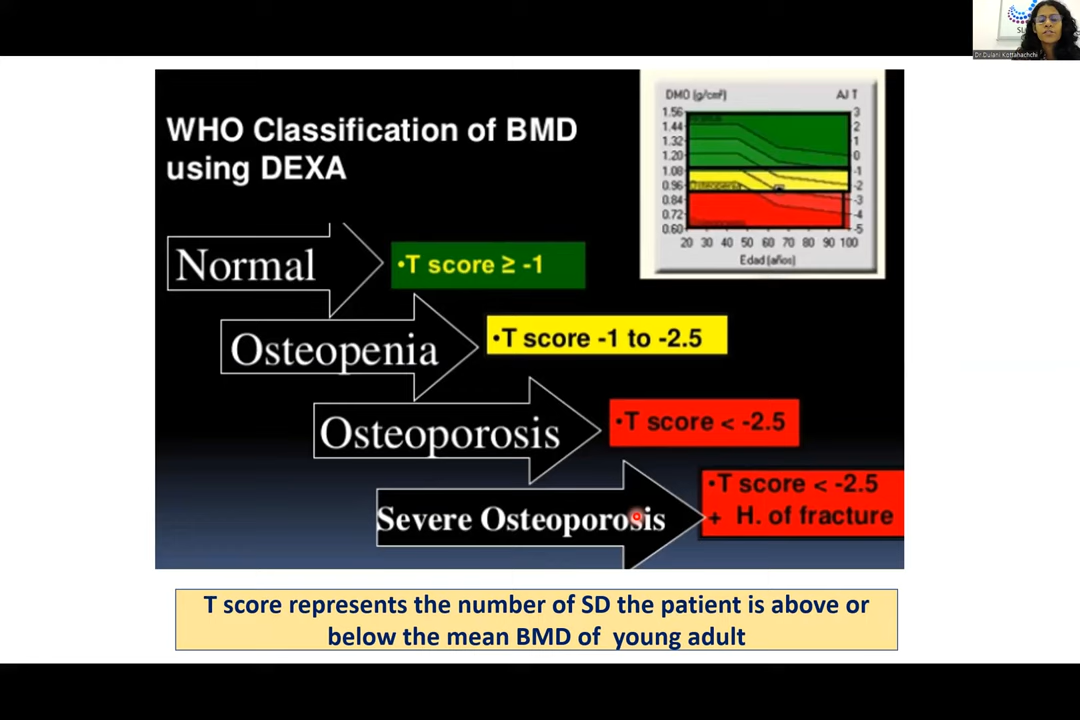 WHO Classification of BMD
using DEXA
DMO (g/cm²) AJ T
1.56 3
1.44 2
1.32 1
1.20 0
1.08 -1
0.96 Osteopenia -2
0.84 -3
0.72 -4
0.60 -5
20 30 40 50 60 70 80 90 100
Edad (años)
Normal
•T score ≥ -1
Osteopenia
•T score -1 to -2.5
Osteoporosis
•T score < -2.5
Severe Osteoporosis
•T score < -2.5
+ H. of fracture
T score represents the number of SD the patient is above or
below the mean BMD of young adult
Dr Dulani Kottahachchi